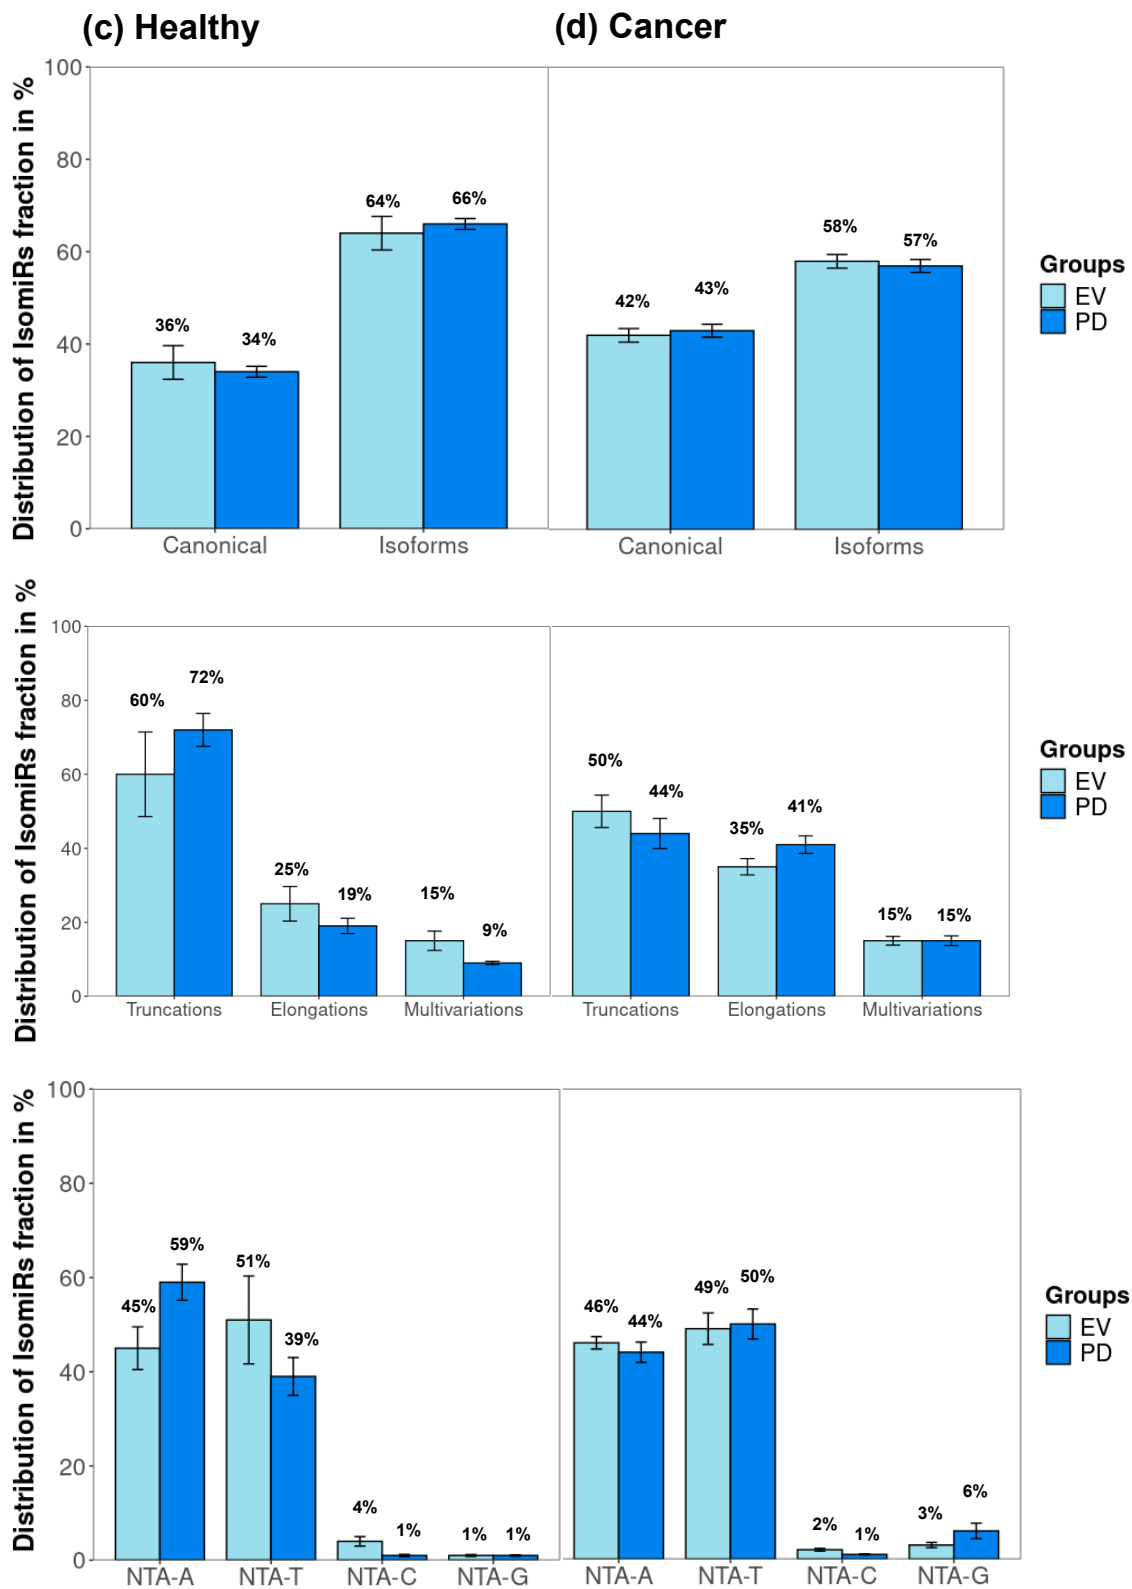 (c) Healthy
(d) Cancer
Distribution of IsomiRs fraction in %
100
80
60
40
20
0
36%
34%
64%
66%
42%
43%
58%
57%
Canonical
Isoforms
Canonical
Isoforms
Groups
EV
PD
Distribution of IsomiRs fraction in %
100
80
60
40
20
0
60%
72%
25%
19%
15%
9%
50%
44%
35%
41%
15%
15%
Truncations
Elongations
Multivariations
Truncations
Elongations
Multivariations
Groups
EV
PD
Distribution of IsomiRs fraction in %
100
80
60
40
20
0
45%
59%
51%
39%
4%
1%
1%
1%
46%
44%
49%
50%
2%
1%
3%
6%
NTA-A
NTA-T
NTA-C
NTA-G
NTA-A
NTA-T
NTA-C
NTA-G
Groups
EV
PD